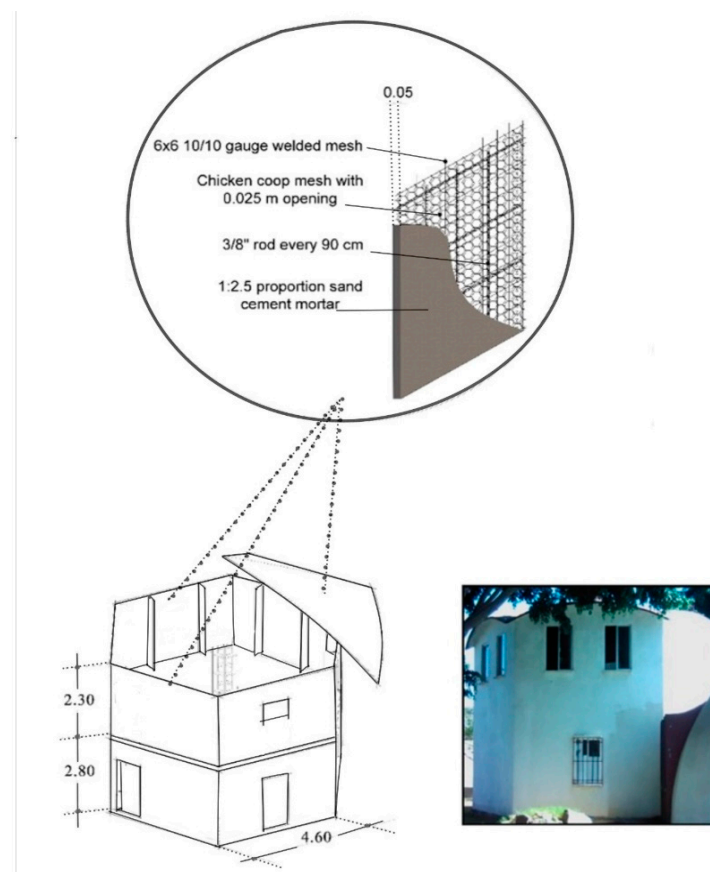 0.05
6x6 10/10 gauge welded mesh
Chicken coop mesh with
0.025 m opening
3/8" rod every 90 cm
1:2.5 proportion sand
cement mortar
2.30
2.80
4.60